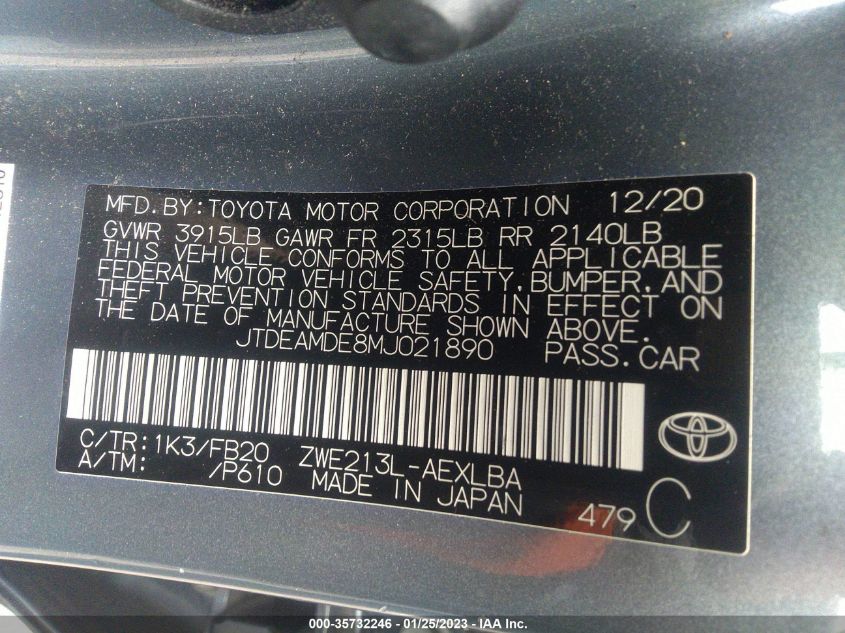 MFD.BY:TOYOTA MOTOR CORPORATION 12/20
GVWR 3915LB GAWR FR 2315LB RR 2140LB
THIS VEHICLE CONFORMS TO ALL APPLICABLE
FEDERAL MOTOR VEHICLE SAFETY,BUMPER,AND
THEFT PREVENTION STANDARDS IN EFFECT ON
THE DATE OF MANUFACTURE SHOWN ABOVE.
JTDEAMDE8MJ021890 PASS.CAR
C/TR:1K3/FB20 ZWE213L-AEXLBA
A/TM: /P610 MADE IN JAPAN
479 C
000-35732246 - 01/25/2023 - IAA Inc.